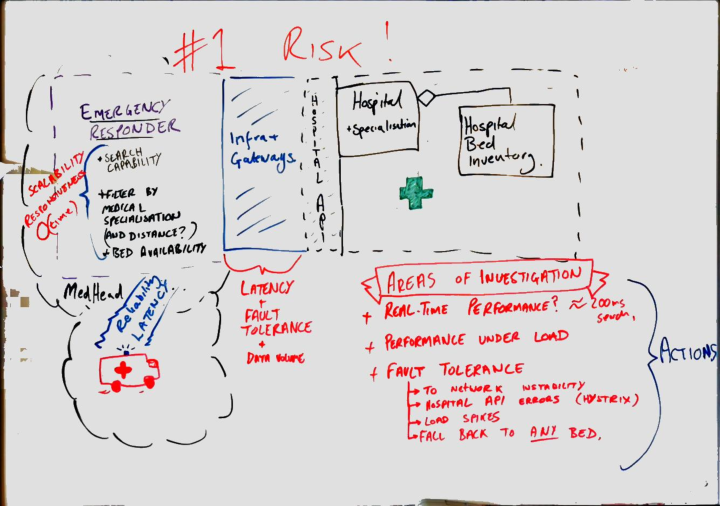 #1 RISK!
EMERGENCY
RESPONDER
+ SEARCH
CAPABILITY
+ FILTER BY
MEDICAL
SPECIALISATION
(AND DISTANCE?)
+ BED AVAILABILITY
SCALABILITY
RESPONSIVENESS
O(time)
Infra+
Gateways
HOSPITAL API
Hospital
+Specialisation
Hospital
Bed
Inventory.
MedHead
Reliability
LATENCY
LATENCY
+
FAULT
TOLERANCE
+
DATA VOLUME
AREAS OF INVESTIGATION
+ REAL-TIME PERFORMANCE? ≈ 200ms
+ PERFORMANCE UNDER LOAD
+ FAULT TOLERANCE
→ TO NETWORK INSTABILITY
→ HOSPITAL API ERRORS (HYSTRIX)
→ LOAD SPIKES
→ FALL BACK TO ANY BED.
ACTIONS